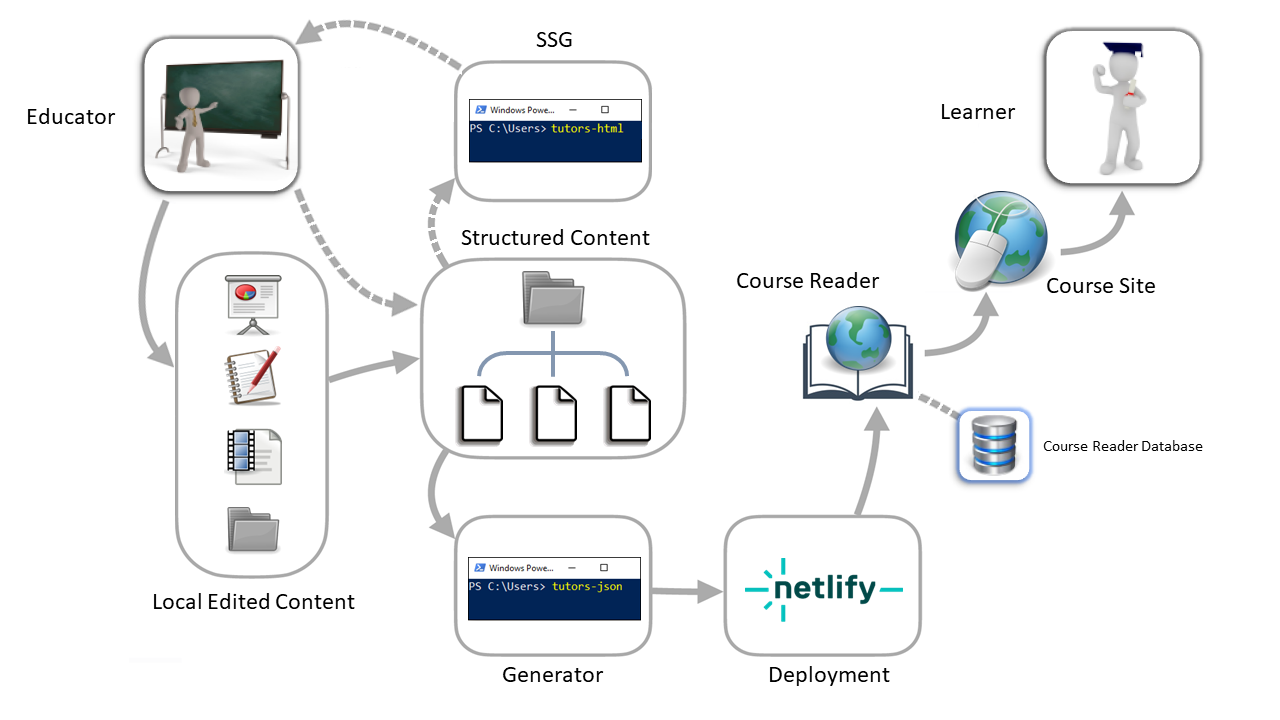 SSG
Educator
Windows Powe...
PS C:\Users> tutors-html
Learner
Structured Content
Course Reader
Course Site
Course Reader Database
Local Edited Content
Windows Powe...
PS C:\Users> tutors-json
netlify
Generator
Deployment